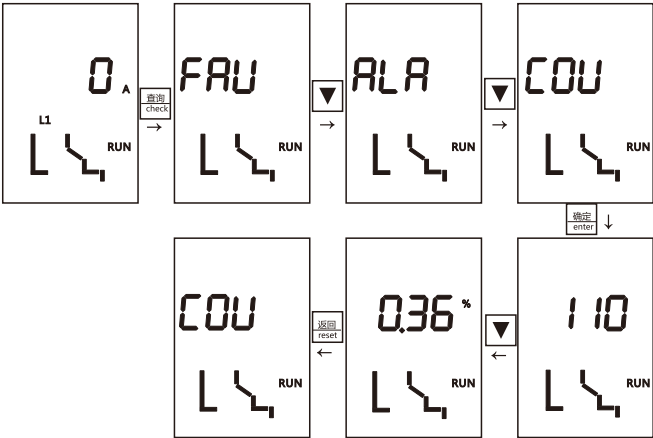 0 A
L1
RUN
查询
check
→
FAU
RUN
▼
→
ALA
RUN
▼
→
COU
RUN
确定
enter
↓
110
RUN
▼
←
0.36 %
RUN
返回
reset
←
COU
RUN